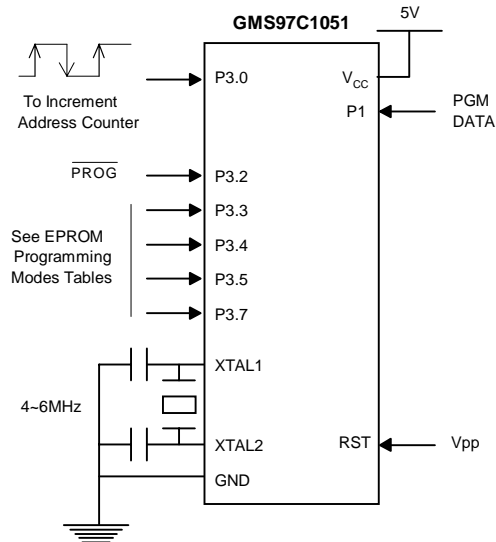 GMS97C1051
5V
P3.0
VCC
To Increment
Address Counter
P1
PGM
DATA
PROG
P3.2
P3.3
See EPROM
Programming
Modes Tables
P3.4
P3.5
P3.7
XTAL1
4~6MHz
XTAL2
RST
Vpp
GND